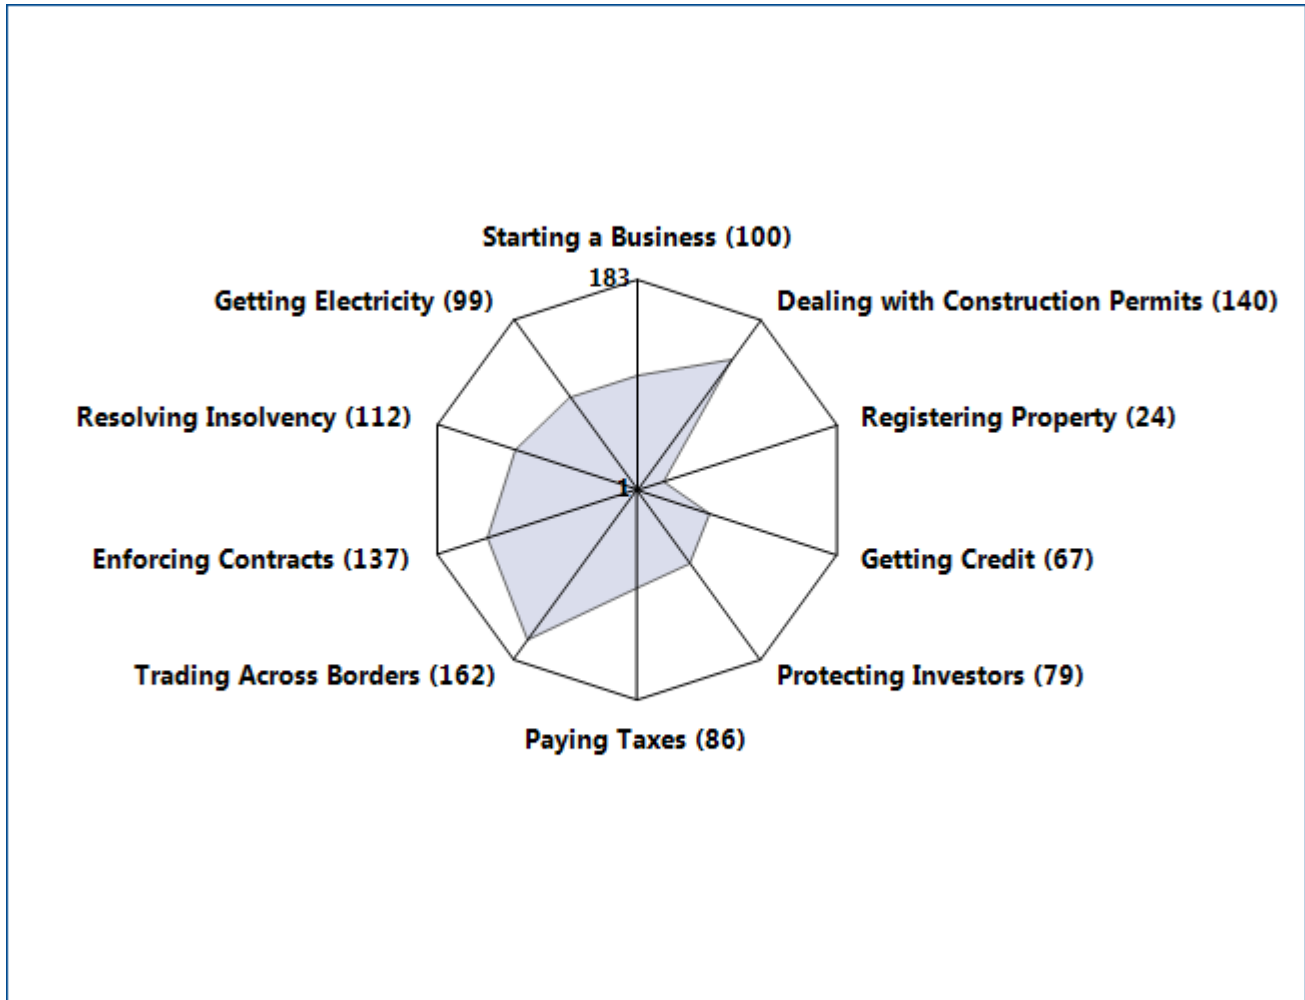 Starting a Business (100)
183
Getting Electricity (99)
Dealing with Construction Permits (140)
Resolving Insolvency (112)
Registering Property (24)
1
Enforcing Contracts (137)
Getting Credit (67)
Trading Across Borders (162)
Protecting Investors (79)
Paying Taxes (86)